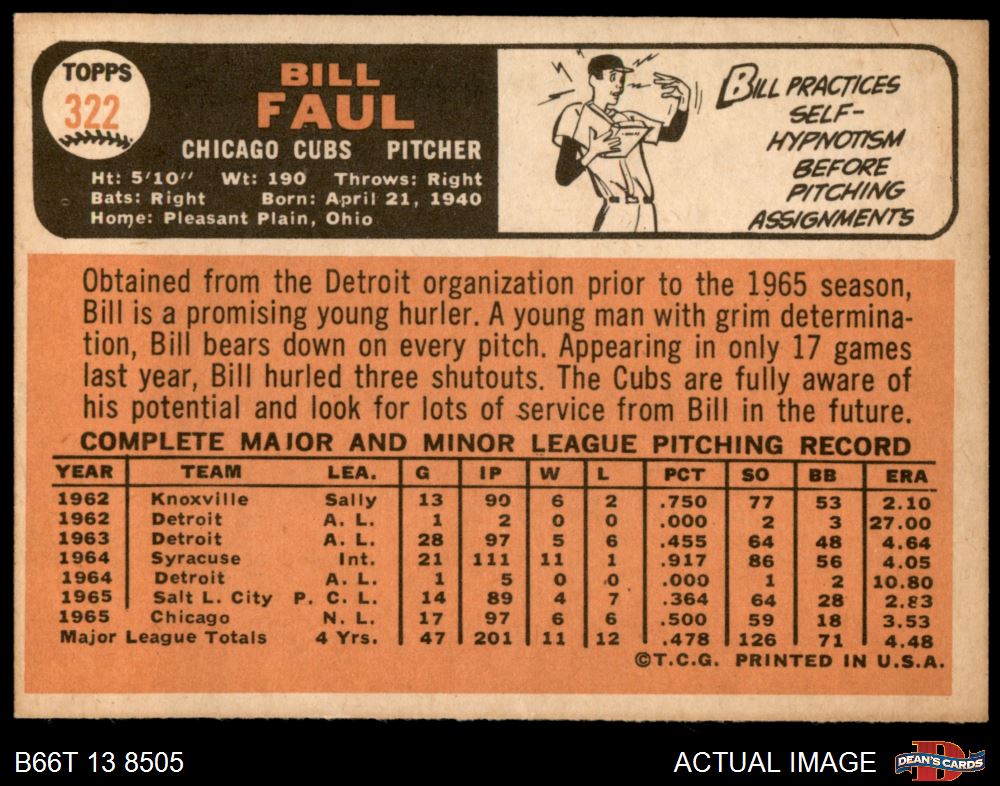 TOPPS
322
BILL
FAUL
CHICAGO CUBS PITCHER
Ht: 5'10" Wt: 190 Throws: Right
Bats: Right Born: April 21, 1940
Home: Pleasant Plain, Ohio
BILL PRACTICES
SELF-
HYPNOTISM
BEFORE
PITCHING
ASSIGNMENTS
Obtained from the Detroit organization prior to the 1965 season,
Bill is a promising young hurler. A young man with grim determina-
tion, Bill bears down on every pitch. Appearing in only 17 games
last year, Bill hurled three shutouts. The Cubs are fully aware of
his potential and look for lots of service from Bill in the future.
COMPLETE MAJOR AND MINOR LEAGUE PITCHING RECORD
YEAR TEAM LEA. G IP W L PCT SO BB ERA
1962 Knoxville Sally 13 90 6 2 .750 77 53 2.10
1962 Detroit A. L. 1 2 0 0 .000 2 3 27.00
1963 Detroit A. L. 28 97 5 6 .455 64 48 4.64
1964 Syracuse Int. 21 111 11 1 .917 86 56 4.05
1964 Detroit A. L. 1 5 0 0 .000 1 2 10.80
1965 Salt L. City P. C. L. 14 89 4 7 .364 64 28 2.83
1965 Chicago N. L. 17 97 6 6 .500 59 18 3.53
Major League Totals 4 Yrs. 47 201 11 12 .478 126 71 4.48
©T.C.G. PRINTED IN U.S.A.
B66T 13 8505
ACTUAL IMAGE
D
DEAN'S CARDS